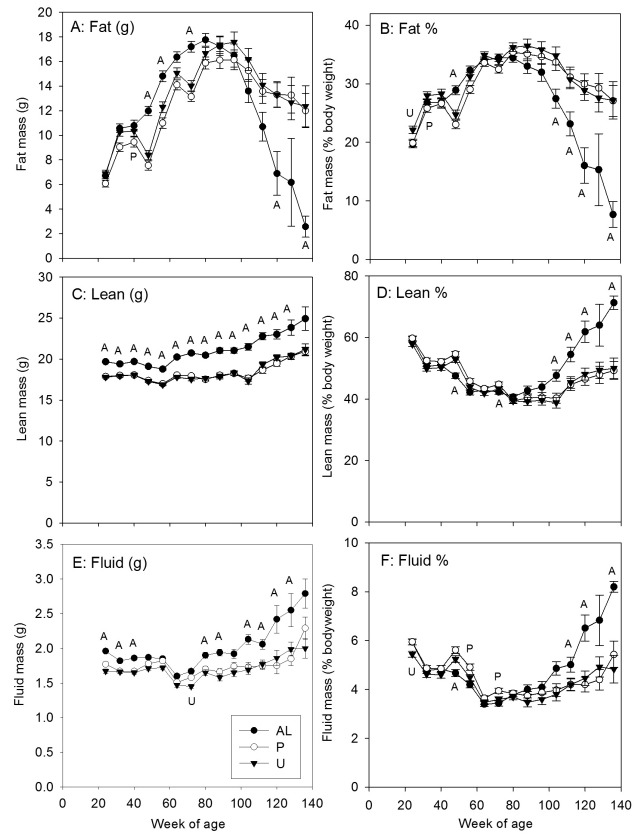 A: Fat (g)
Fat mass (g)
20
18
16
14
12
10
8
6
4
2
0
P
A
A
A
A
A
B: Fat %
Fat mass (% body weight)
40
30
20
10
0
U
P
A
A
A
A
A
C: Lean (g)
Lean mass (g)
30
25
20
15
10
5
0
A A A A A A A A A A A A A
D: Lean %
Lean mass (% body weight)
80
60
40
20
0
A
A
A
A
A
A
E: Fluid (g)
Fluid mass (g)
3.5
3.0
2.5
2.0
1.5
1.0
0.5
0.0
A
A
A
U
A
A
A
A
A
A
AL
P
U
0 20 40 60 80 100 120 140
Week of age
F: Fluid %
Fluid mass (% bodyweight)
10
8
6
4
2
0
U
A
P
P
A
A
A
0 20 40 60 80 100 120 140
Week of age